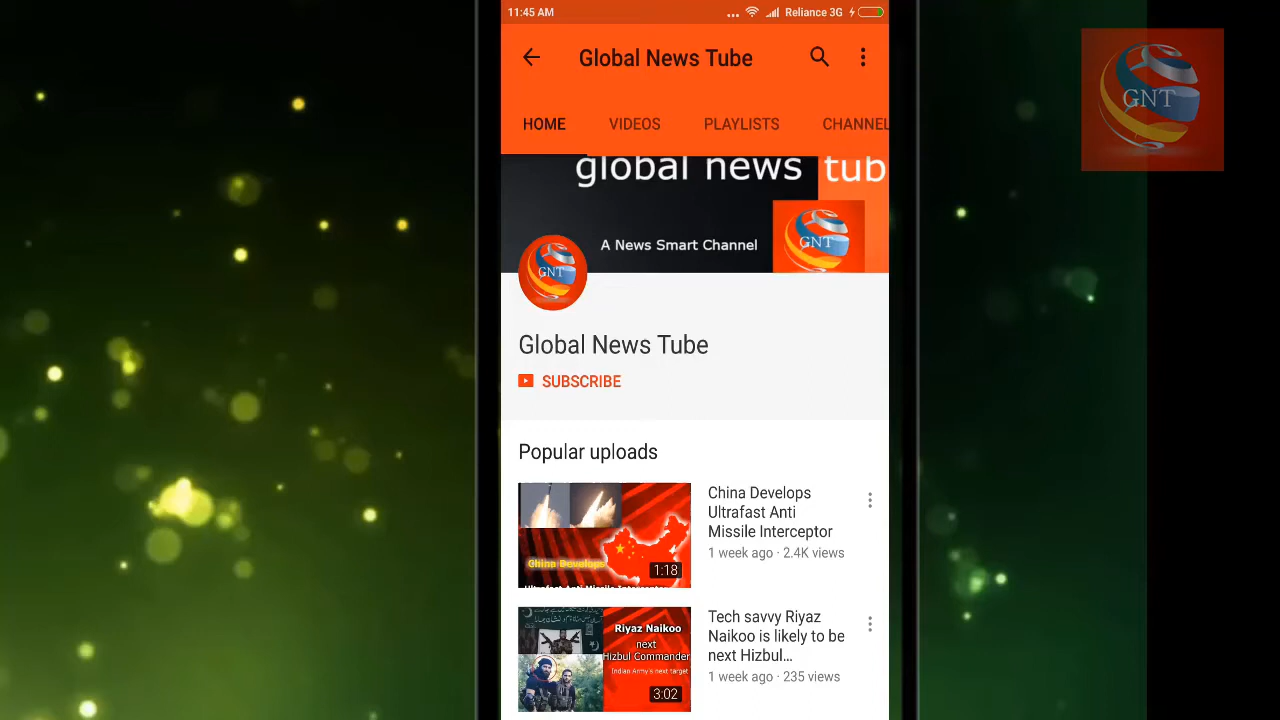 11:45 AM
... Reliance 3G
Global News Tube
HOME VIDEOS PLAYLISTS CHANNEL
GNT
global news tub
A News Smart Channel
GNT
GNT
Global News Tube
SUBSCRIBE
Popular uploads
China Develops
1:18
China Develops
Ultrafast Anti
Missile Interceptor
1 week ago · 2.4K views
Riyaz Naikoo
next
Hizbul Commander
Indian Army's next target
3:02
Tech savvy Riyaz
Naikoo is likely to be
next Hizbul...
1 week ago · 235 views